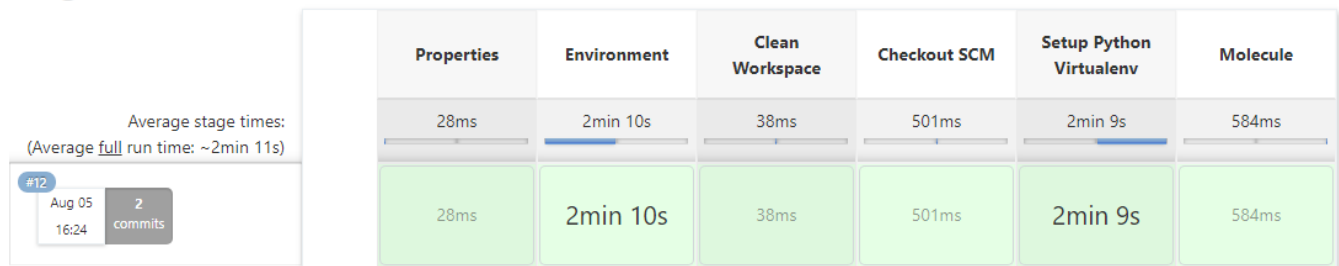 Properties
Environment
Clean
Workspace
Checkout SCM
Setup Python
Virtualenv
Molecule
Average stage times:
(Average full run time: ~2min 11s)
28ms
2min 10s
38ms
501ms
2min 9s
584ms
#12
Aug 05
16:24
2
commits
28ms
2min 10s
38ms
501ms
2min 9s
584ms